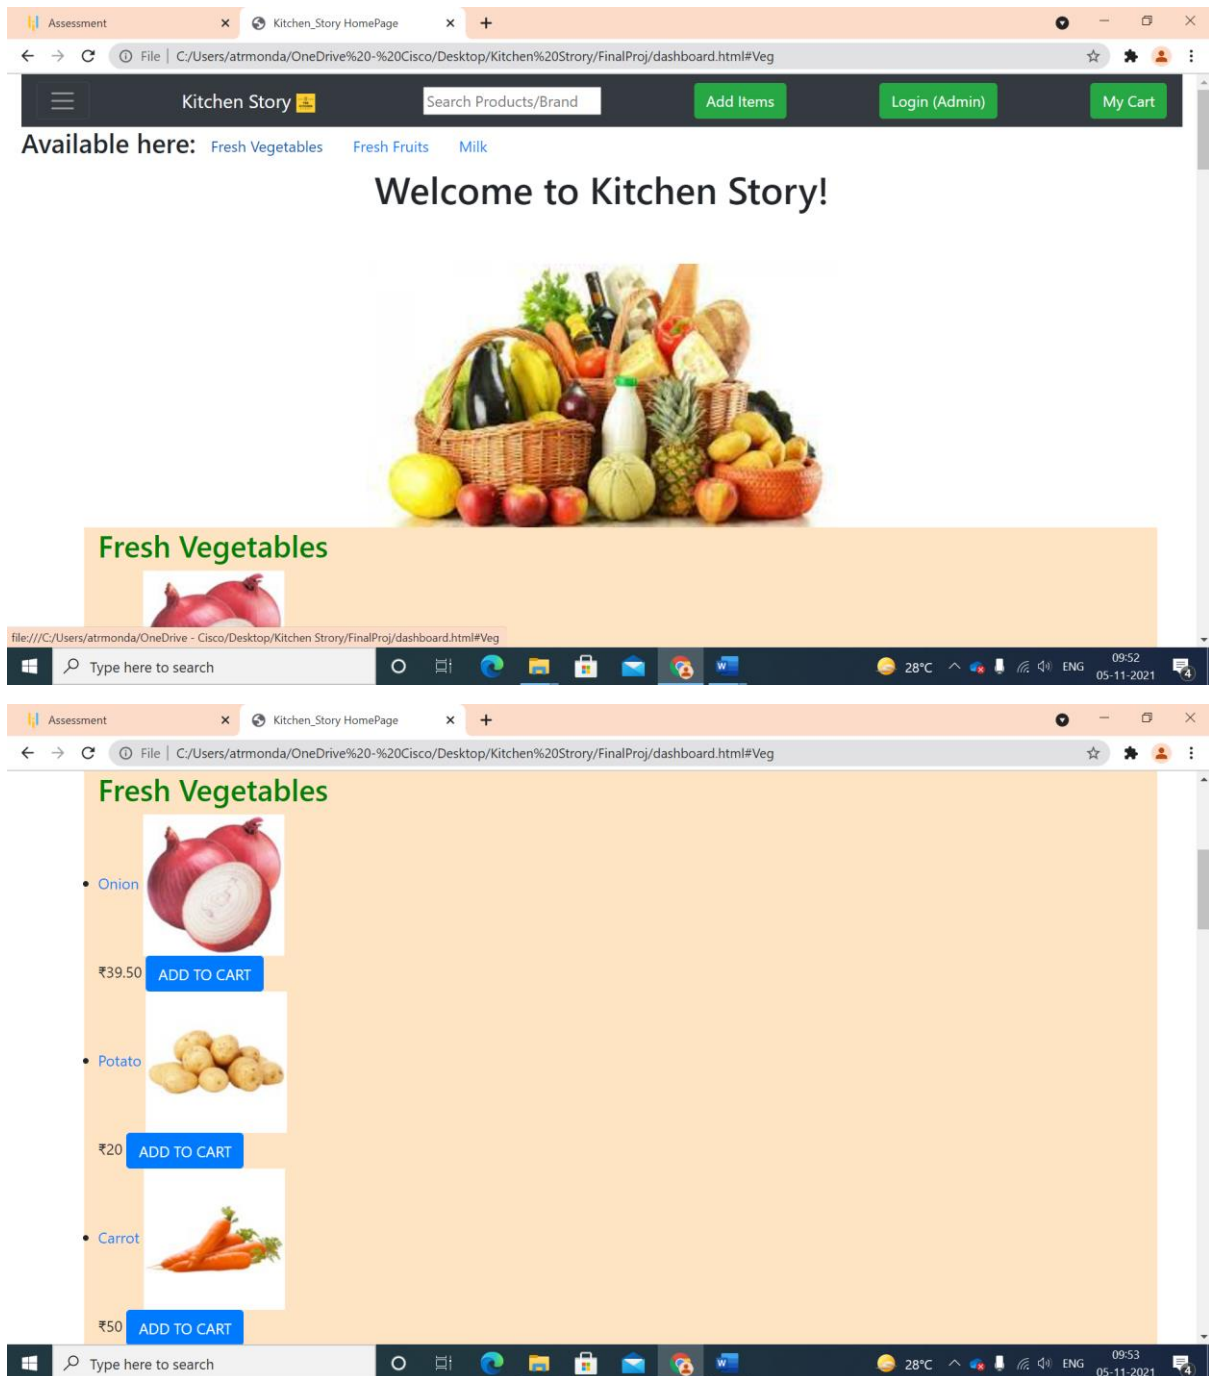 Assessment
Kitchen_Story HomePage
File | C:/Users/atrmonda/OneDrive%20-%20Cisco/Desktop/Kitchen%20Strory/FinalProj/dashboard.html#Veg
Kitchen Story Search Products/Brand Add Items Login (Admin) My Cart
Available here: Fresh Vegetables Fresh Fruits Milk
Welcome to Kitchen Story!
Fresh Vegetables
file:///C:/Users/atrmonda/OneDrive - Cisco/Desktop/Kitchen Strory/FinalProj/dashboard.html#Veg
Type here to search 28°C ENG 09:52
05-11-2021 4
Assessment
Kitchen_Story HomePage
File | C:/Users/atrmonda/OneDrive%20-%20Cisco/Desktop/Kitchen%20Strory/FinalProj/dashboard.html#Veg
Fresh Vegetables
Onion
₹39.50 ADD TO CART
Potato
₹20 ADD TO CART
Carrot
₹50 ADD TO CART
Type here to search 28°C ENG 09:53
05-11-2021 4